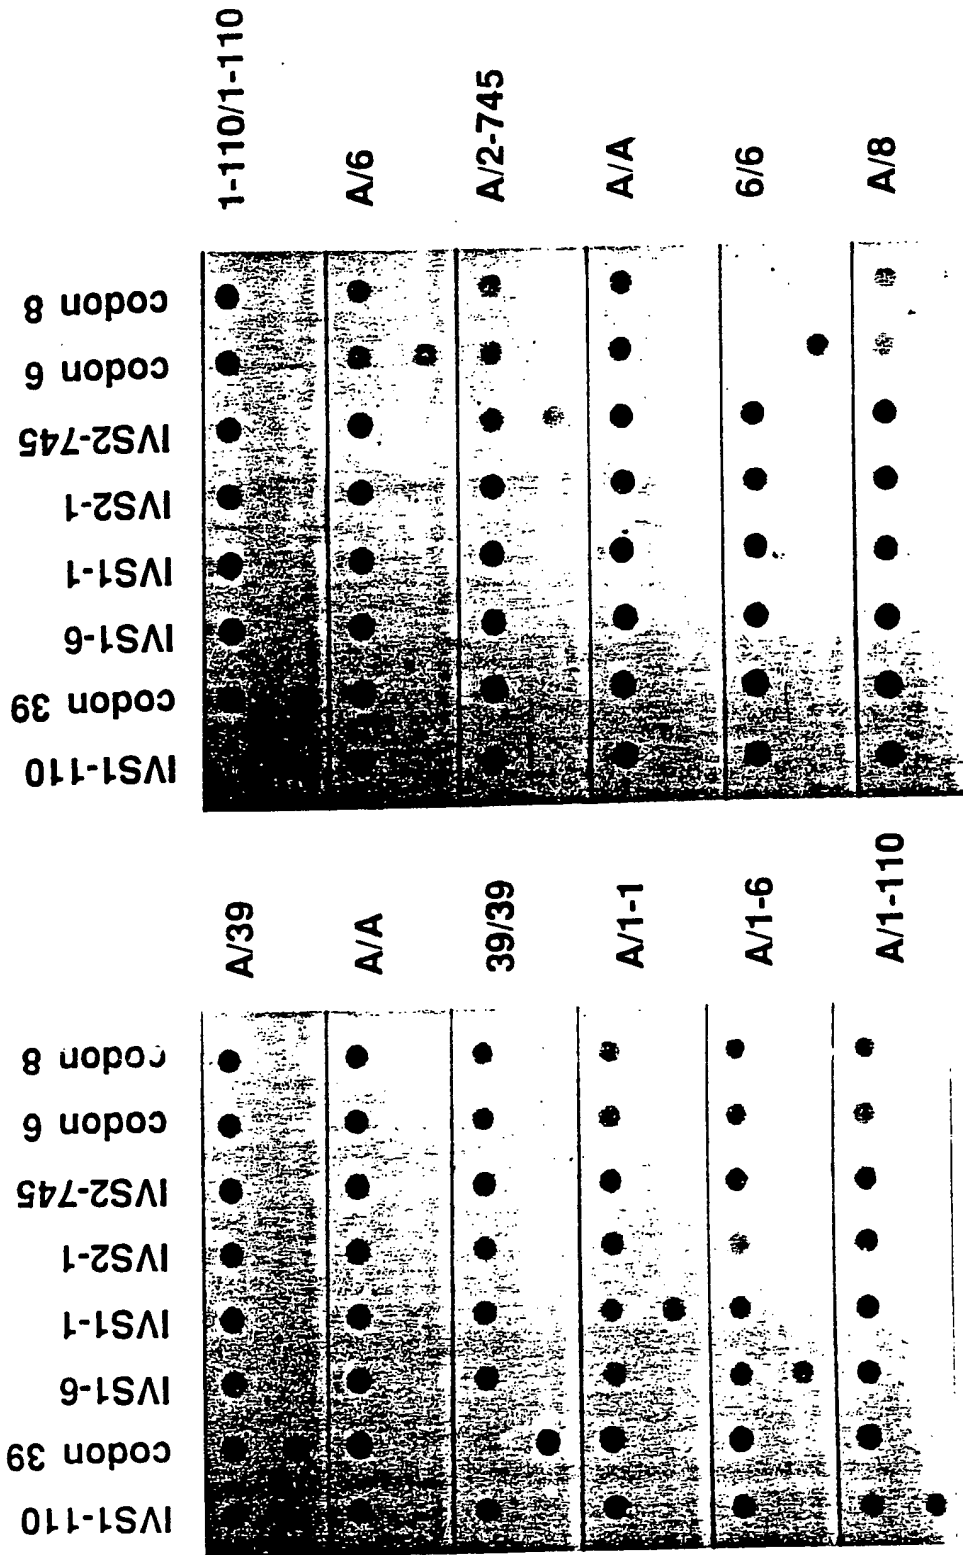 1-110/1-110
A/6
A/2-745
A/A
6/6
A/8
codon 8
codon 6
IVS2-745
IVS2-1
IVS1-1
IVS1-6
codon 39
IVS1-110
A/39
A/A
39/39
A/1-1
A/1-6
A/1-110
codon 8
codon 6
IVS2-745
IVS2-1
IVS1-1
IVS1-6
codon 39
IVS1-110